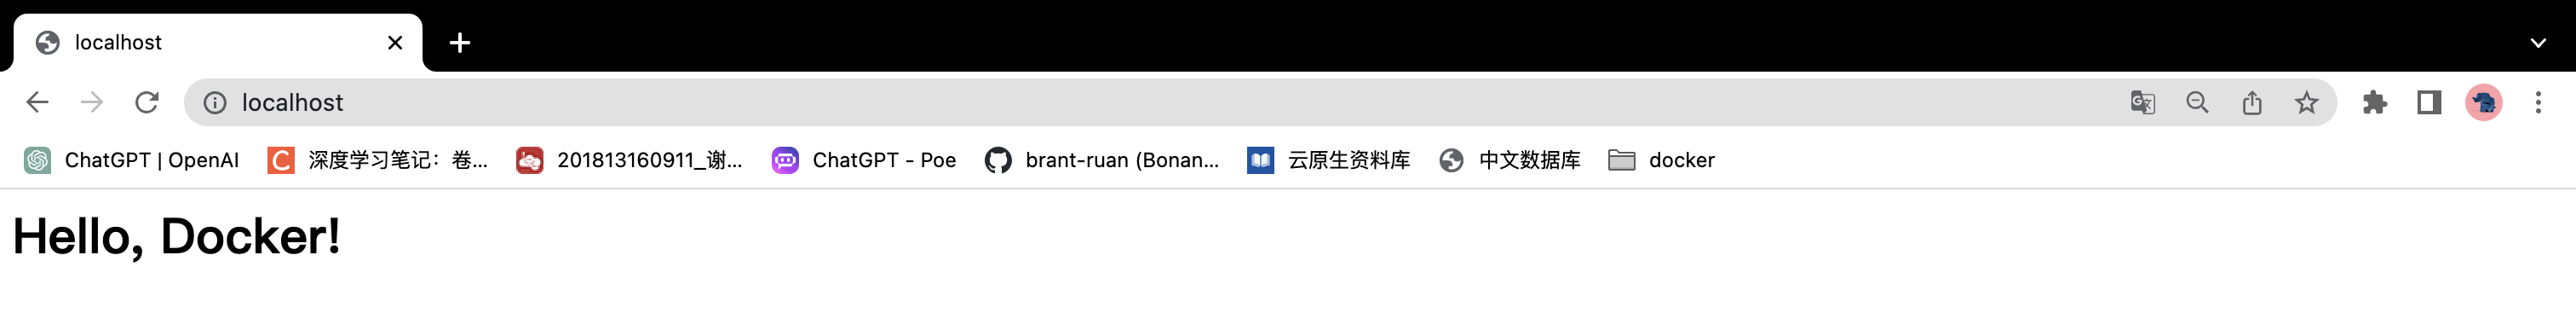 localhost
localhost
ChatGPT | OpenAI 深度学习笔记：卷... 201813160911_谢... ChatGPT - Poe brant-ruan (Bonan... 云原生资料库 中文数据库 docker
Hello, Docker!